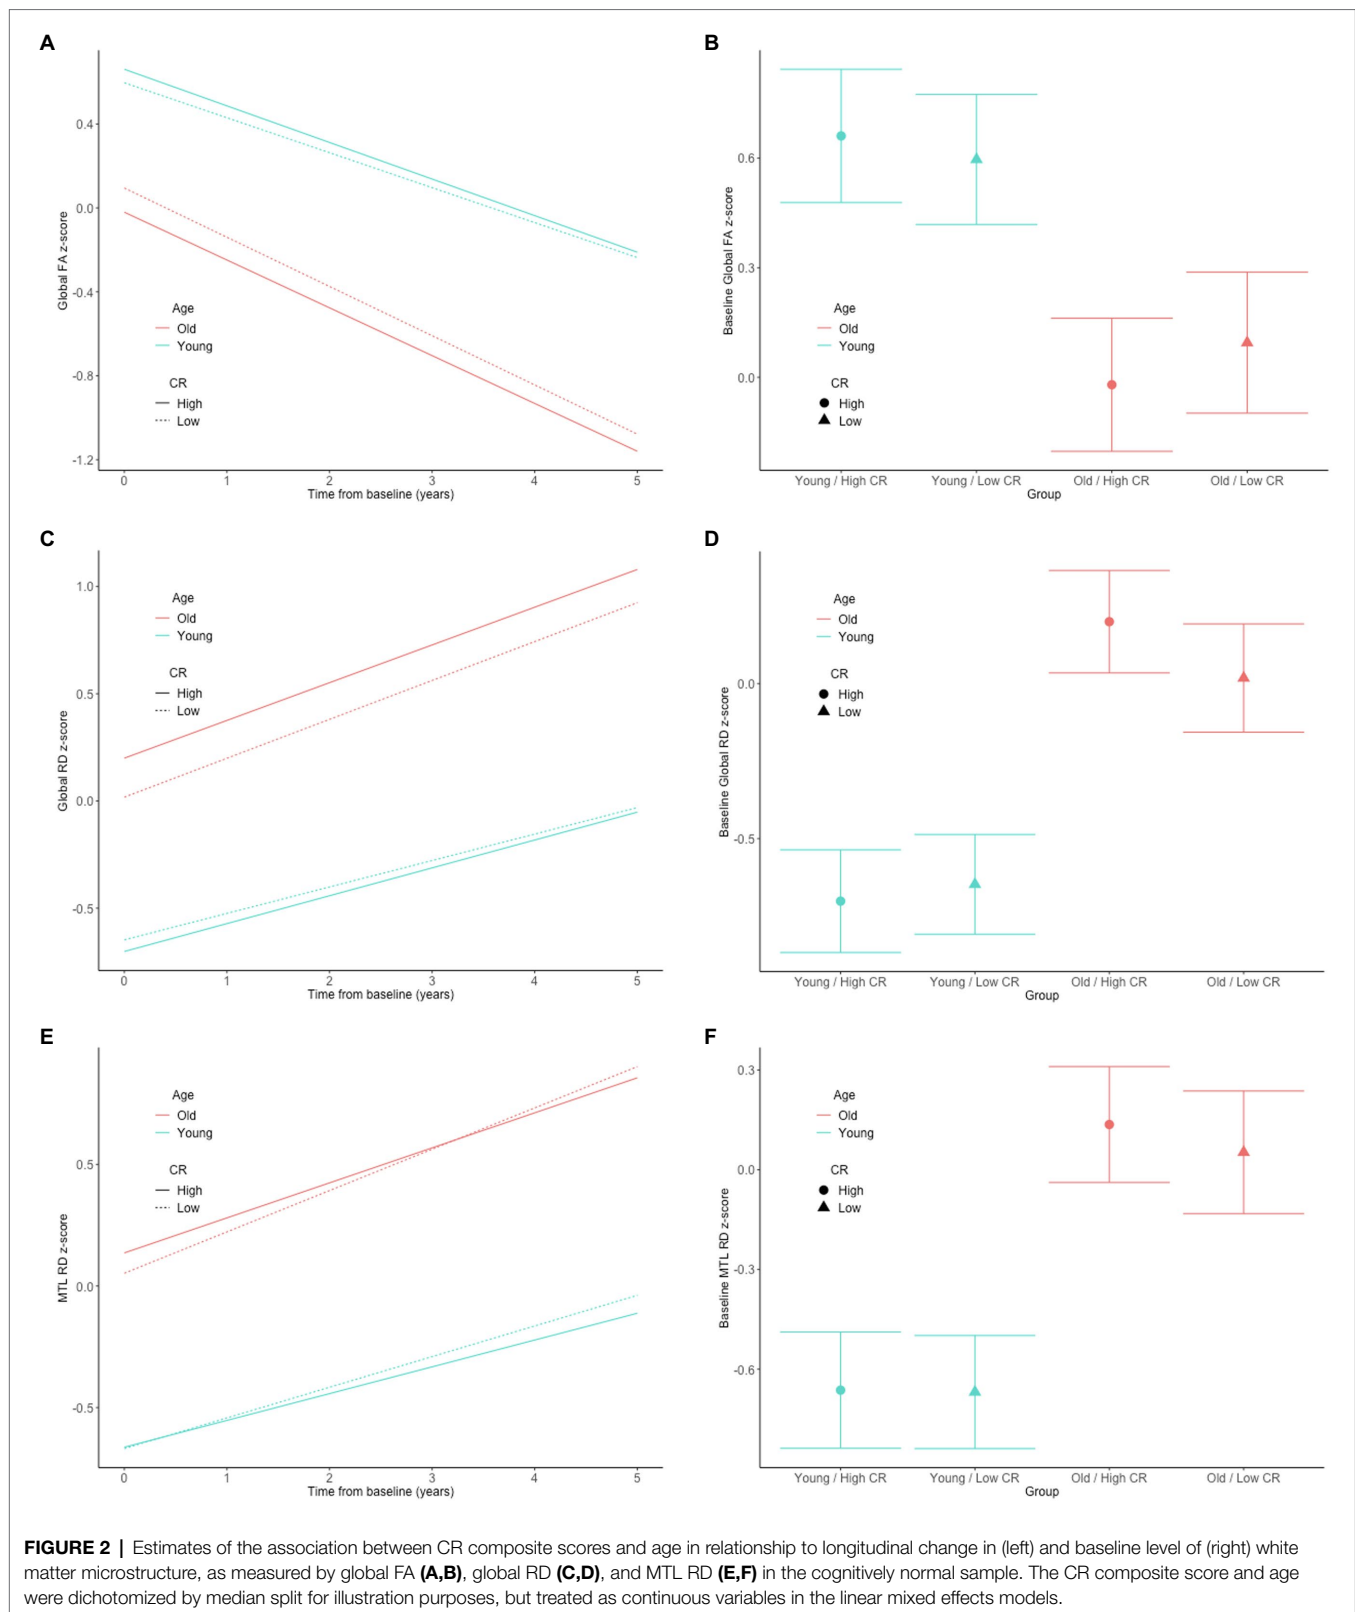 A
Global FA z-score
0.4
0.0
-0.4
-0.8
-1.2
Age
Old
Young
CR
High
Low
0 1 2 3 4 5
Time from baseline (years)
B
Baseline Global FA z-score
0.6
0.3
0.0
Age
Old
Young
CR
High
Low
Young / High CR Young / Low CR Old / High CR Old / Low CR
Group
C
Global RD z-score
1.0
0.5
0.0
-0.5
Age
Old
Young
CR
High
Low
0 1 2 3 4 5
Time from baseline (years)
D
Baseline Global RD z-score
0.0
-0.5
Age
Old
Young
CR
High
Low
Young / High CR Young / Low CR Old / High CR Old / Low CR
Group
E
MTL RD z-score
0.5
0.0
-0.5
Age
Old
Young
CR
High
Low
0 1 2 3 4 5
Time from baseline (years)
F
Baseline MTL RD z-score
0.3
0.0
-0.3
-0.6
Age
Old
Young
CR
High
Low
Young / High CR Young / Low CR Old / High CR Old / Low CR
Group
FIGURE 2 | Estimates of the association between CR composite scores and age in relationship to longitudinal change in (left) and baseline level of (right) white
matter microstructure, as measured by global FA (A,B), global RD (C,D), and MTL RD (E,F) in the cognitively normal sample. The CR composite score and age
were dichotomized by median split for illustration purposes, but treated as continuous variables in the linear mixed effects models.